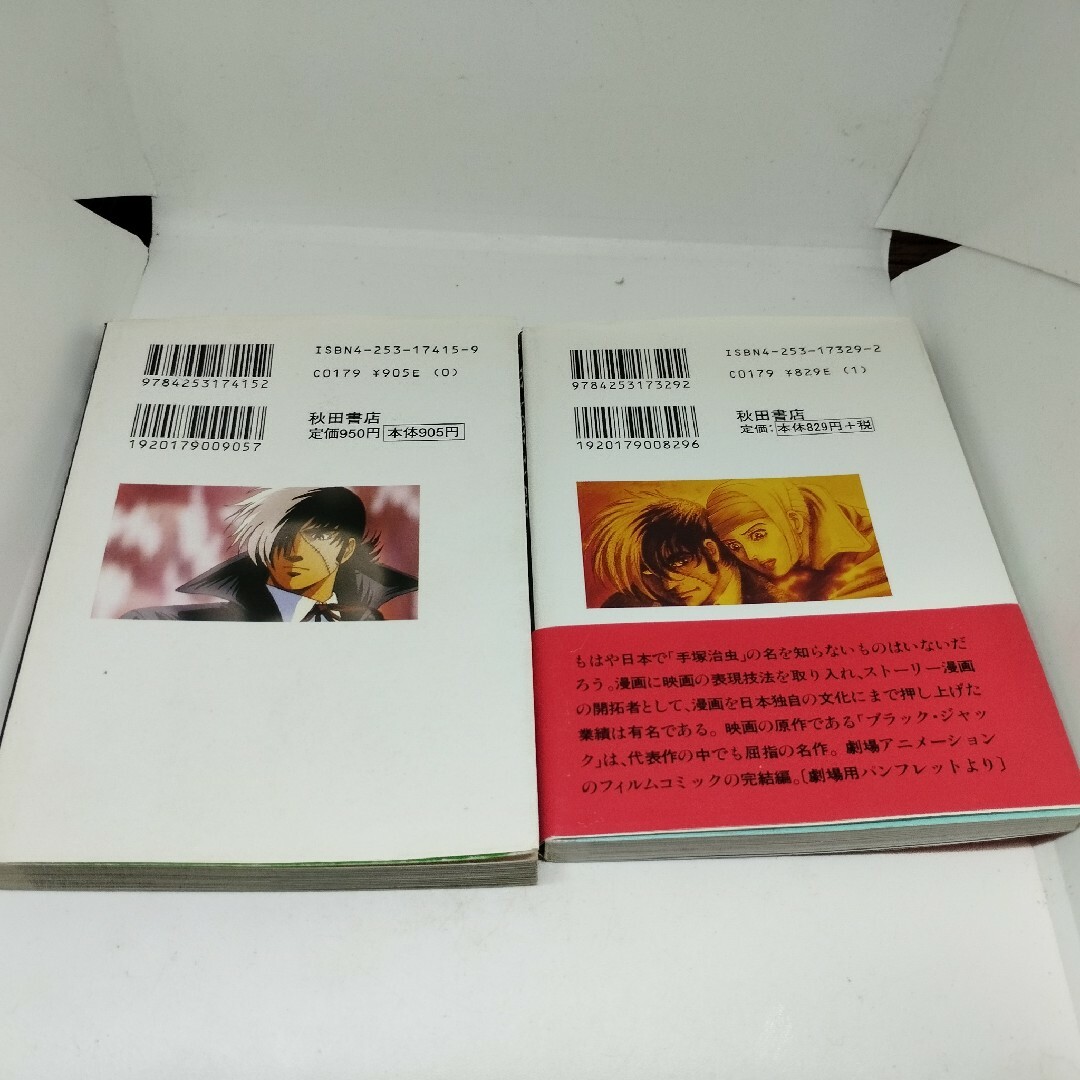 ISBN4-253-17415-9
9784253174152
C0179 ¥905E (0)
1920179009057
秋田書店
定価950円 本体905円
ISBN4-253-17329-2
9784253173292
C0179 ¥829E (1)
1920179008296
秋田書店
定価:本体829円+税
もはや日本で「手塚治虫」の名を知らないものはいないだ
ろう。漫画に映画の表現技法を取り入れ、ストーリー漫画
の開拓者として、漫画を日本独自の文化にまで押し上げた
業績は有名である。映画の原作である「ブラック・ジャッ
ク」は、代表作の中でも屈指の名作。劇場アニメーション
のフィルムコミックの完結編。〔劇場用パンフレットより〕